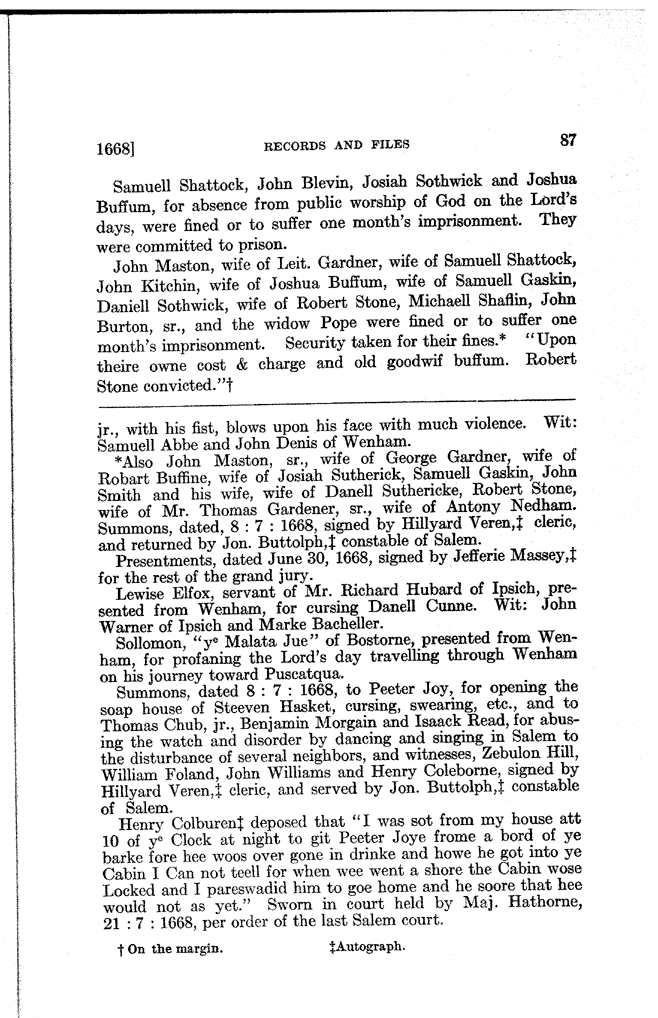 1668] RECORDS AND FILES 87
Samuell Shattock, John Blevin, Josiah Sothwick and Joshua
Buffum, for absence from public worship of God on the Lord's
days, were fined or to suffer one month's imprisonment. They
were committed to prison.
John Maston, wife of Leit. Gardner, wife of Samuell Shattock,
John Kitchin, wife of Joshua Buffum, wife of Samuell Gaskin,
Daniell Sothwick, wife of Robert Stone, Michaell Shaflin, John
Burton, sr., and the widow Pope were fined or to suffer one
month's imprisonment. Security taken for their fines.* "Upon
theire owne cost & charge and old goodwif buffum. Robert
Stone convicted."†
jr., with his fist, blows upon his face with much violence. Wit:
Samuell Abbe and John Denis of Wenham.
*Also John Maston, sr., wife of George Gardner, wife of
Robart Buffine, wife of Josiah Sutherick, Samuell Gaskin, John
Smith and his wife, wife of Danell Suthericke, Robert Stone,
wife of Mr. Thomas Gardener, sr., wife of Antony Nedham.
Summons, dated, 8 : 7 : 1668, signed by Hillyard Veren,‡ cleric,
and returned by Jon. Buttolph,‡ constable of Salem.
Presentments, dated June 30, 1668, signed by Jefferie Massey,‡
for the rest of the grand jury.
Lewise Elfox, servant of Mr. Richard Hubard of Ipsich, pre-
sented from Wenham, for cursing Danell Cunne. Wit: John
Warner of Ipsich and Marke Bacheller.
Sollomon, "yᵉ Malata Jue" of Bostorne, presented from Wen-
ham, for profaning the Lord's day travelling through Wenham
on his journey toward Puscatqua.
Summons, dated 8 : 7 : 1668, to Peeter Joy, for opening the
soap house of Steeven Hasket, cursing, swearing, etc., and to
Thomas Chub, jr., Benjamin Morgain and Isaack Read, for abus-
ing the watch and disorder by dancing and singing in Salem to
the disturbance of several neighbors, and witnesses, Zebulon Hill,
William Foland, John Williams and Henry Coleborne, signed by
Hillyard Veren,‡ cleric, and served by Jon. Buttolph,‡ constable
of Salem.
Henry Colburen‡ deposed that "I was sot from my house att
10 of yᵉ Clock at night to git Peeter Joye frome a bord of ye
barke fore hee woos over gone in drinke and howe he got into ye
Cabin I Can not teell for when wee went a shore the Cabin wose
Locked and I pareswadid him to goe home and he soore that hee
would not as yet." Sworn in court held by Maj. Hathorne,
21 : 7 : 1668, per order of the last Salem court.
† On the margin. ‡Autograph.